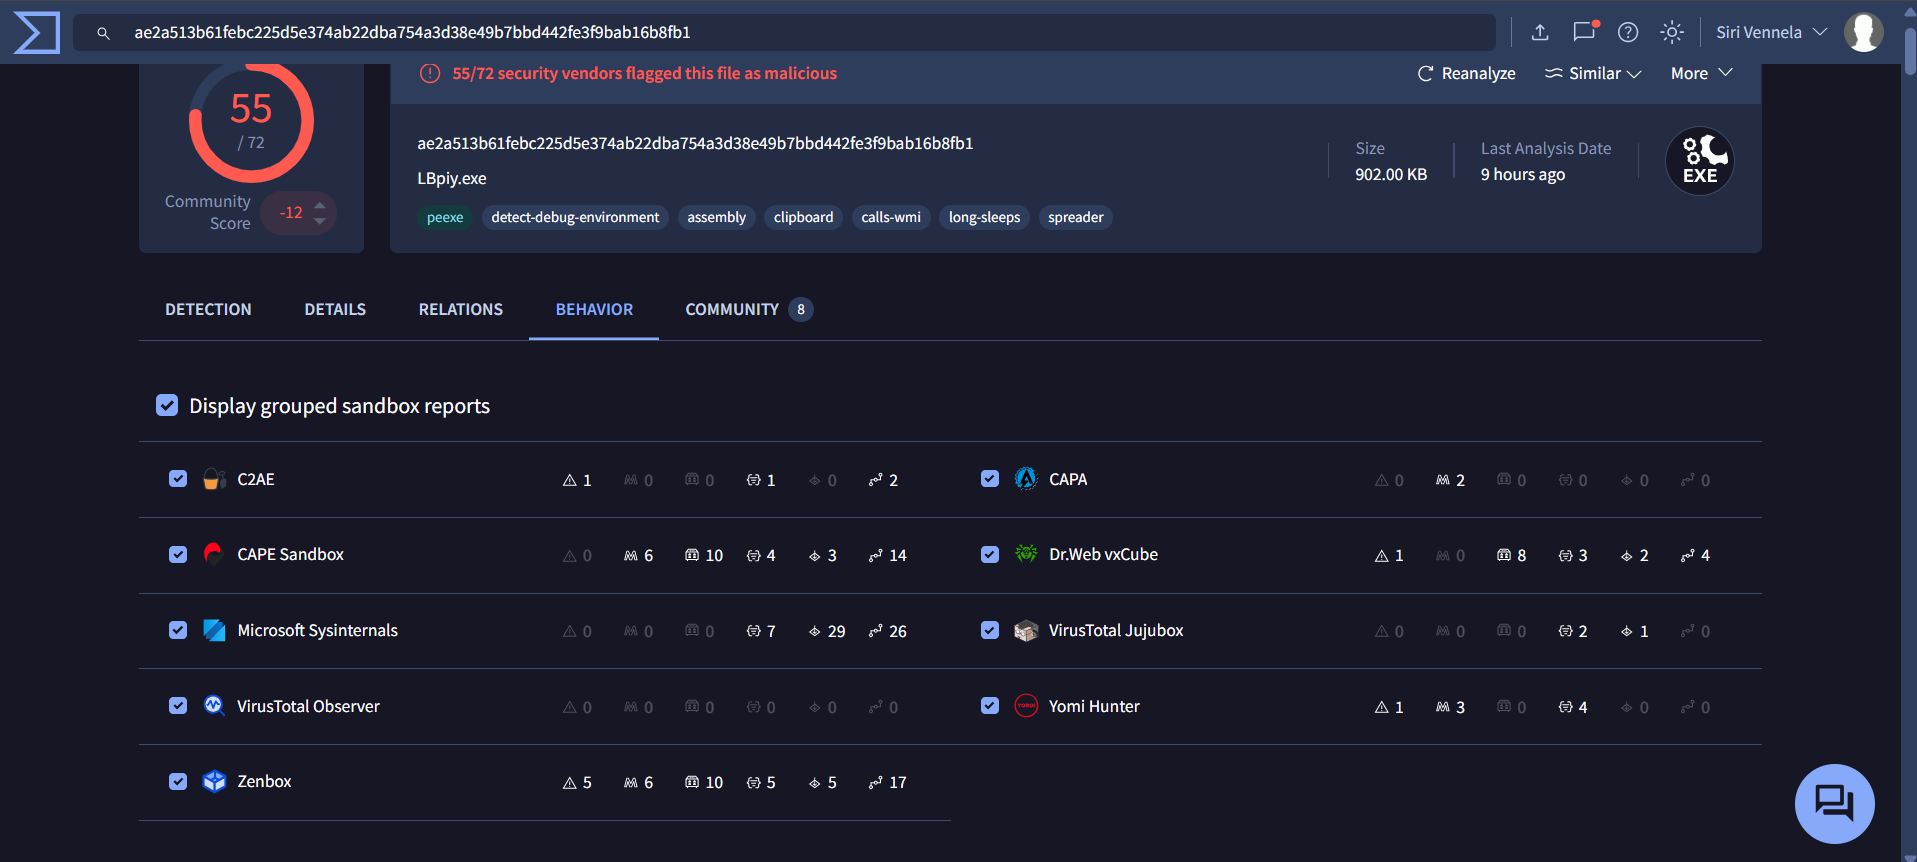 ae2a513b61febc225d5e374ab22dba754a3d38e49b7bbd442fe3f9bab16b8fb1
Siri Vennela
55
/ 72
Community
Score
-12
55/72 security vendors flagged this file as malicious
Reanalyze
Similar
More
ae2a513b61febc225d5e374ab22dba754a3d38e49b7bbd442fe3f9bab16b8fb1
LBpiy.exe
peexe detect-debug-environment assembly clipboard calls-wmi long-sleeps spreader
Size
902.00 KB
Last Analysis Date
9 hours ago
EXE
DETECTION DETAILS RELATIONS BEHAVIOR COMMUNITY 8
Display grouped sandbox reports
C2AE 1 0 0 1 0 2
CAPA 0 2 0 0 0 0
CAPE Sandbox 0 6 10 4 3 14
Dr.Web vxCube 1 0 8 3 2 4
Microsoft Sysinternals 0 0 0 7 29 26
VirusTotal Jujubox 0 0 0 2 1 0
VirusTotal Observer 0 0 0 0 0 0
YOROI Yomi Hunter 1 3 0 4 0 0
Zenbox 5 6 10 5 5 17